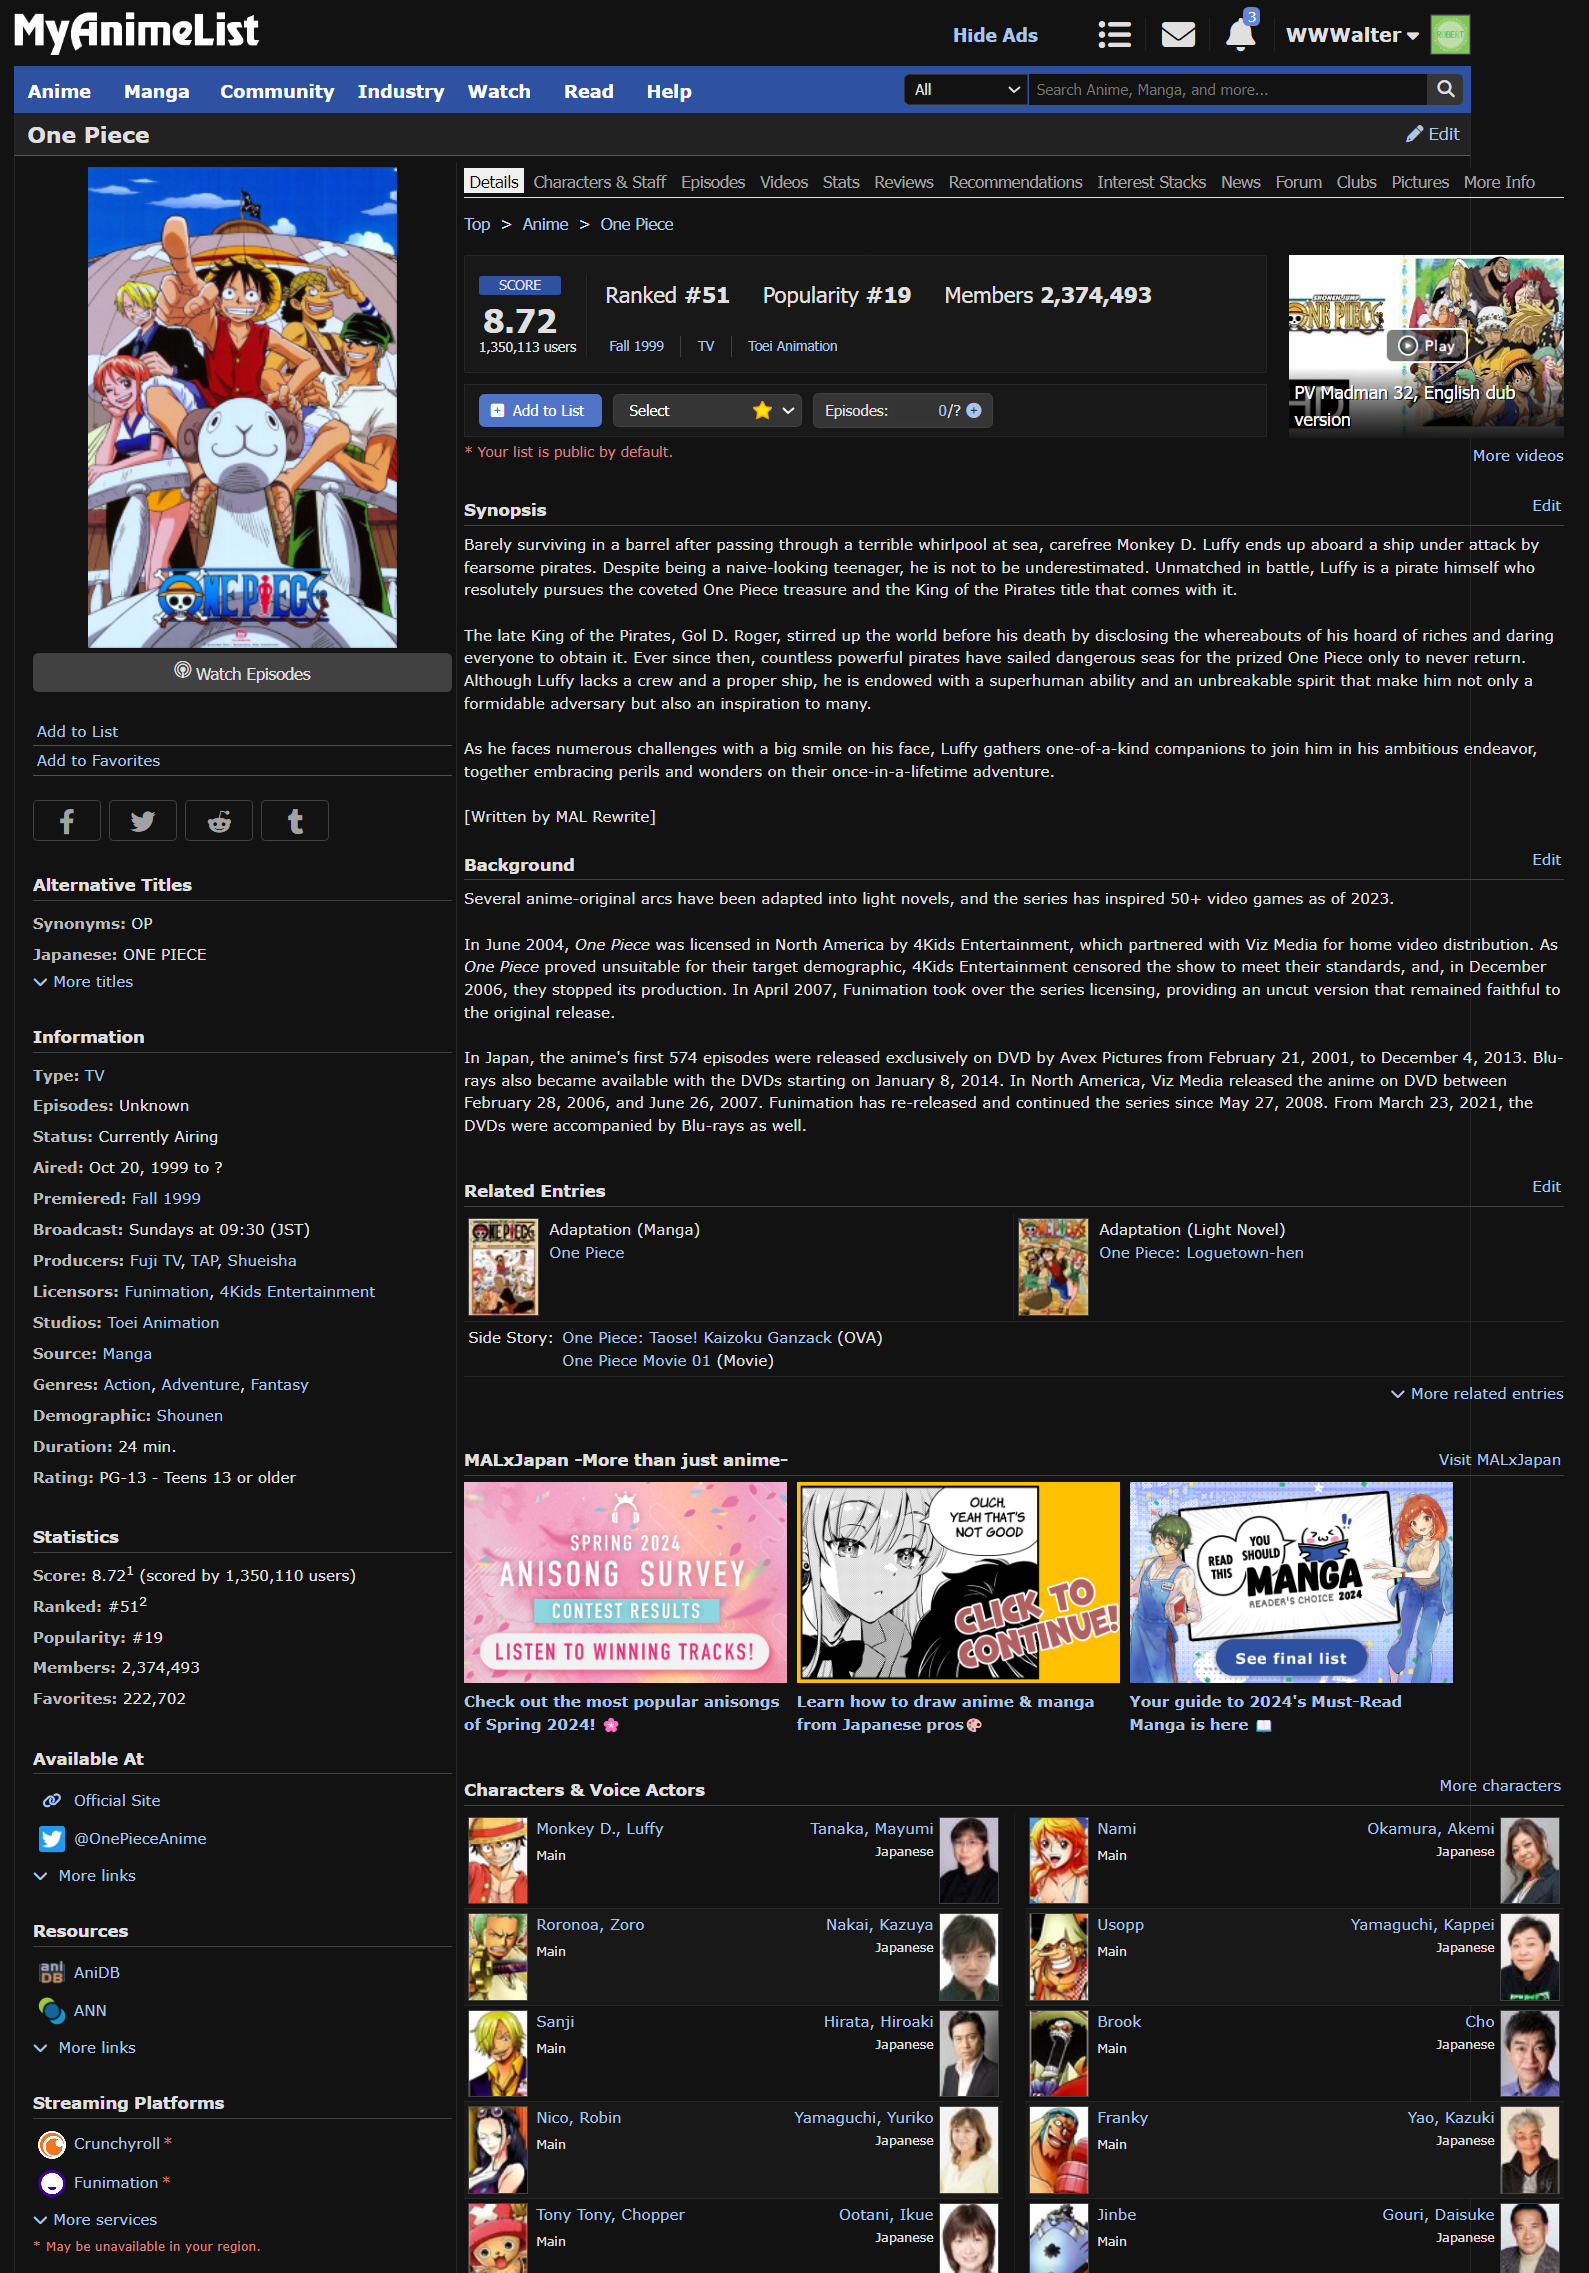 MyAnimeList
Hide Ads
3
WWWalter
ROBERT
Anime Manga Community Industry Watch Read Help
All
Search Anime, Manga, and more...
One Piece
Edit
Details Characters & Staff Episodes Videos Stats Reviews Recommendations Interest Stacks News Forum Clubs Pictures More Info
Top > Anime > One Piece
SCORE
8.72
1,350,113 users
Ranked #51 Popularity #19 Members 2,374,493
Fall 1999 TV Toei Animation
Add to List
Select
Episodes: 0/?
* Your list is public by default.
SHONEN JUMP
ONE PIECE
Play
PV Madman 32, English dub
version
More videos
ONE PIECE
Watch Episodes
Add to List
Add to Favorites
Alternative Titles
Synonyms: OP
Japanese: ONE PIECE
More titles
Information
Type: TV
Episodes: Unknown
Status: Currently Airing
Aired: Oct 20, 1999 to ?
Premiered: Fall 1999
Broadcast: Sundays at 09:30 (JST)
Producers: Fuji TV, TAP, Shueisha
Licensors: Funimation, 4Kids Entertainment
Studios: Toei Animation
Source: Manga
Genres: Action, Adventure, Fantasy
Demographic: Shounen
Duration: 24 min.
Rating: PG-13 - Teens 13 or older
Statistics
Score: 8.721 (scored by 1,350,110 users)
Ranked: #512
Popularity: #19
Members: 2,374,493
Favorites: 222,702
Available At
Official Site
@OnePieceAnime
More links
Resources
ani
DB
AniDB
ANN
More links
Streaming Platforms
Crunchyroll *
Funimation *
More services
* May be unavailable in your region.
Synopsis
Edit
Barely surviving in a barrel after passing through a terrible whirlpool at sea, carefree Monkey D. Luffy ends up aboard a ship under attack by
fearsome pirates. Despite being a naive-looking teenager, he is not to be underestimated. Unmatched in battle, Luffy is a pirate himself who
resolutely pursues the coveted One Piece treasure and the King of the Pirates title that comes with it.
The late King of the Pirates, Gol D. Roger, stirred up the world before his death by disclosing the whereabouts of his hoard of riches and daring
everyone to obtain it. Ever since then, countless powerful pirates have sailed dangerous seas for the prized One Piece only to never return.
Although Luffy lacks a crew and a proper ship, he is endowed with a superhuman ability and an unbreakable spirit that make him not only a
formidable adversary but also an inspiration to many.
As he faces numerous challenges with a big smile on his face, Luffy gathers one-of-a-kind companions to join him in his ambitious endeavor,
together embracing perils and wonders on their once-in-a-lifetime adventure.
[Written by MAL Rewrite]
Background
Edit
Several anime-original arcs have been adapted into light novels, and the series has inspired 50+ video games as of 2023.
In June 2004, One Piece was licensed in North America by 4Kids Entertainment, which partnered with Viz Media for home video distribution. As
One Piece proved unsuitable for their target demographic, 4Kids Entertainment censored the show to meet their standards, and, in December
2006, they stopped its production. In April 2007, Funimation took over the series licensing, providing an uncut version that remained faithful to
the original release.
In Japan, the anime's first 574 episodes were released exclusively on DVD by Avex Pictures from February 21, 2001, to December 4, 2013. Blu-
rays also became available with the DVDs starting on January 8, 2014. In North America, Viz Media released the anime on DVD between
February 28, 2006, and June 26, 2007. Funimation has re-released and continued the series since May 27, 2008. From March 23, 2021, the
DVDs were accompanied by Blu-rays as well.
Related Entries
Edit
ONE PIECE
Adaptation (Manga)
One Piece
Adaptation (Light Novel)
One Piece: Loguetown-hen
Side Story: One Piece: Taose! Kaizoku Ganzack (OVA)
One Piece Movie 01 (Movie)
More related entries
MALxJapan -More than just anime-
Visit MALxJapan
SPRING 2024
ANISONG SURVEY
CONTEST RESULTS
LISTEN TO WINNING TRACKS!
Check out the most popular anisongs
of Spring 2024! 🌸
OUCH.
YEAH THAT'S
NOT GOOD
CLICK TO
CONTINUE!
Learn how to draw anime & manga
from Japanese pros🎨
READ
THIS
YOU
SHOULD
MANGA
READER'S CHOICE 2024
See final list
Your guide to 2024's Must-Read
Manga is here 📖
Characters & Voice Actors
More characters
Monkey D., Luffy
Main
Tanaka, Mayumi
Japanese
Nami
Main
Okamura, Akemi
Japanese
Roronoa, Zoro
Main
Nakai, Kazuya
Japanese
Usopp
Main
Yamaguchi, Kappei
Japanese
Sanji
Main
Hirata, Hiroaki
Japanese
Brook
Main
Cho
Japanese
Nico, Robin
Main
Yamaguchi, Yuriko
Japanese
Franky
Main
Yao, Kazuki
Japanese
Tony Tony, Chopper
Main
Ootani, Ikue
Japanese
Jinbe
Main
Gouri, Daisuke
Japanese